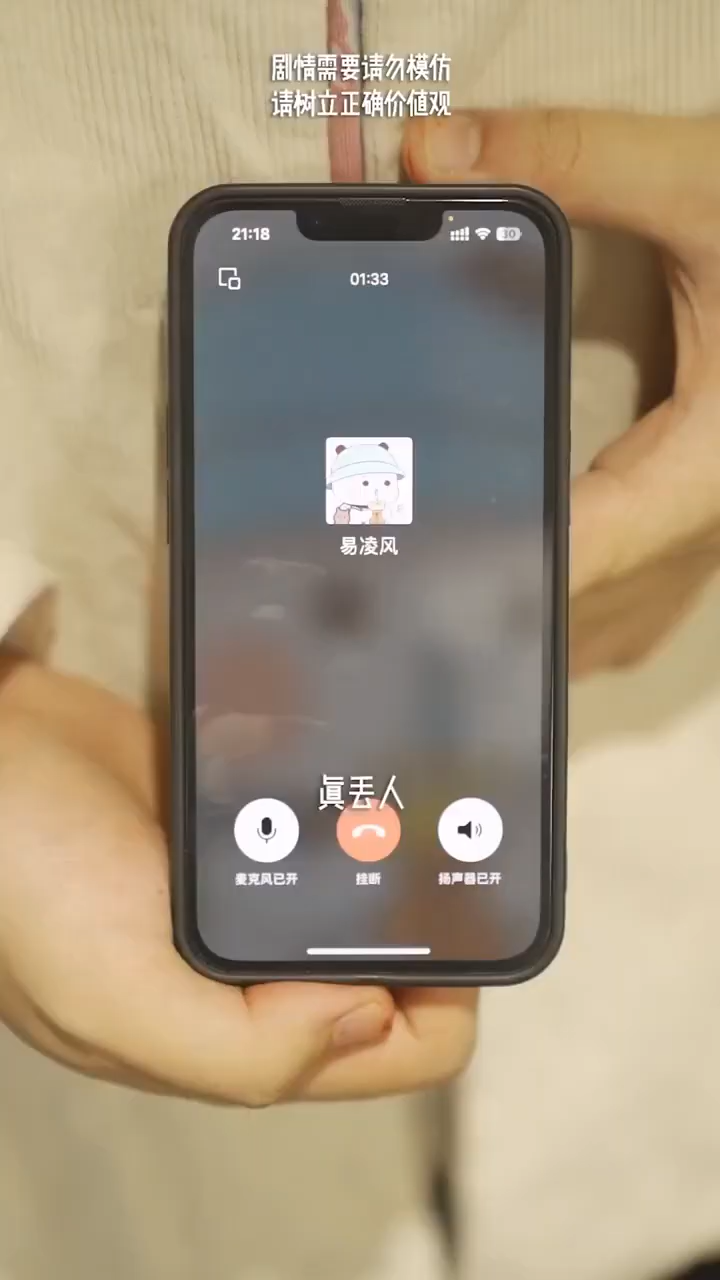 剧情需要请勿模仿
请树立正确价值观
21:18
30
01:33
易凌风
真丢人
麦克风已开
挂断
扬声器已开